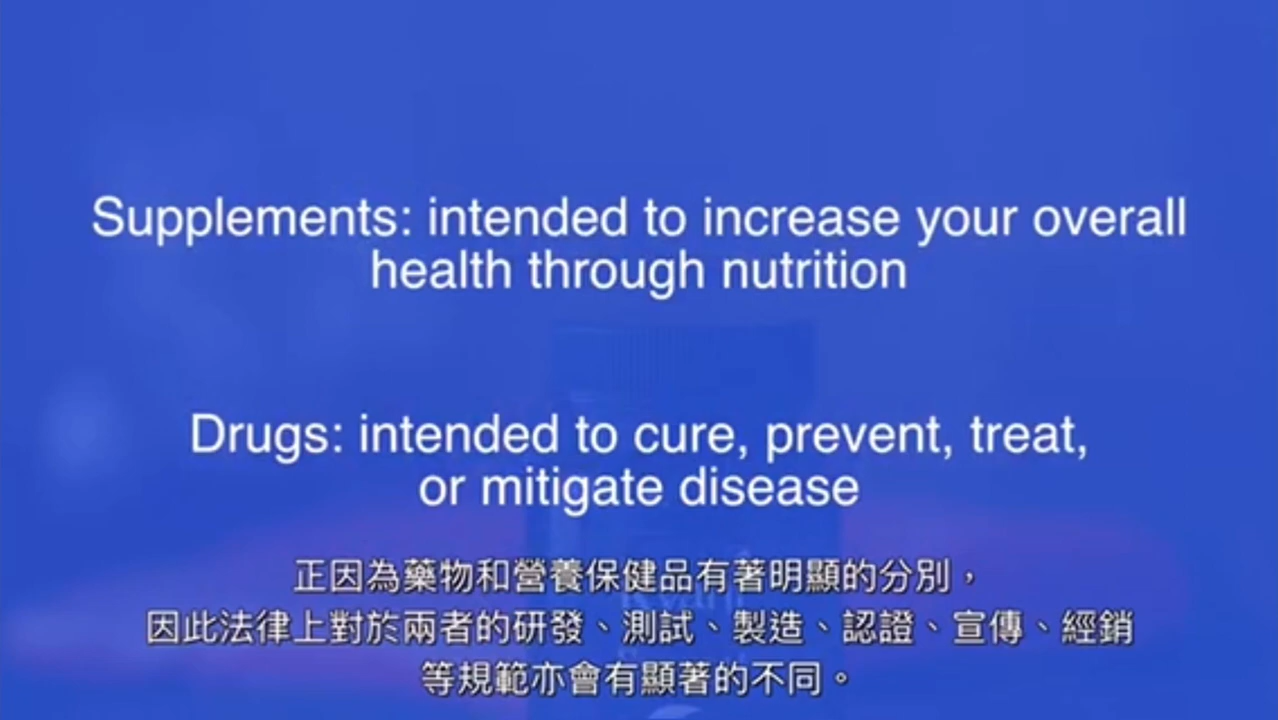 Supplements: intended to increase your overall
health through nutrition
Drugs: intended to cure, prevent, treat,
or mitigate disease
正因為藥物和營養保健品有著明顯的分別，
因此法律上對於兩者的研發、測試、製造、認證、宣傳、經銷
等規範亦會有顯著的不同。